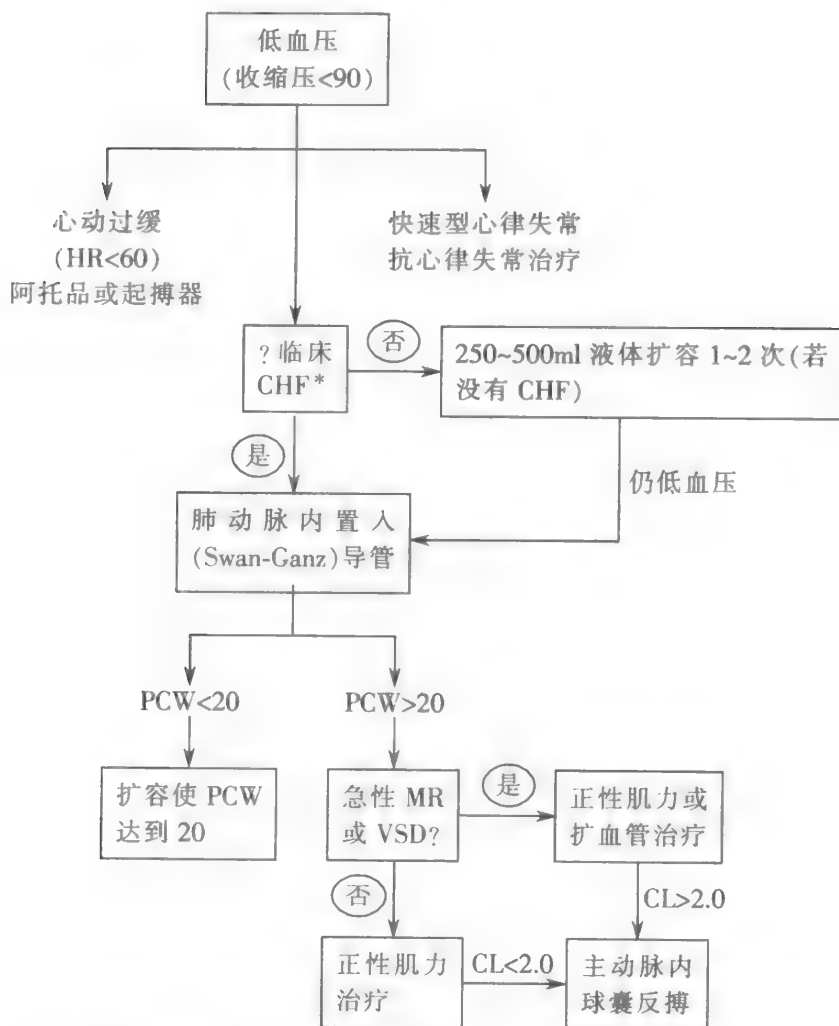 低血压
(收缩压<90)
心动过缓
(HR<60)
阿托品或起搏器
快速型心律失常
抗心律失常治疗
?临床
CHF*
否
250~500ml 液体扩容 1~2 次(若
没有 CHF)
是
仍低血压
肺动脉内置入
(Swan-Ganz)导管
PCW<20
PCW>20
扩容使 PCW
达到 20
急性 MR
或 VSD?
是
正性肌力或
扩血管治疗
否
CL>2.0
正性肌力
治疗
CL<2.0
主动脉内
球囊反搏